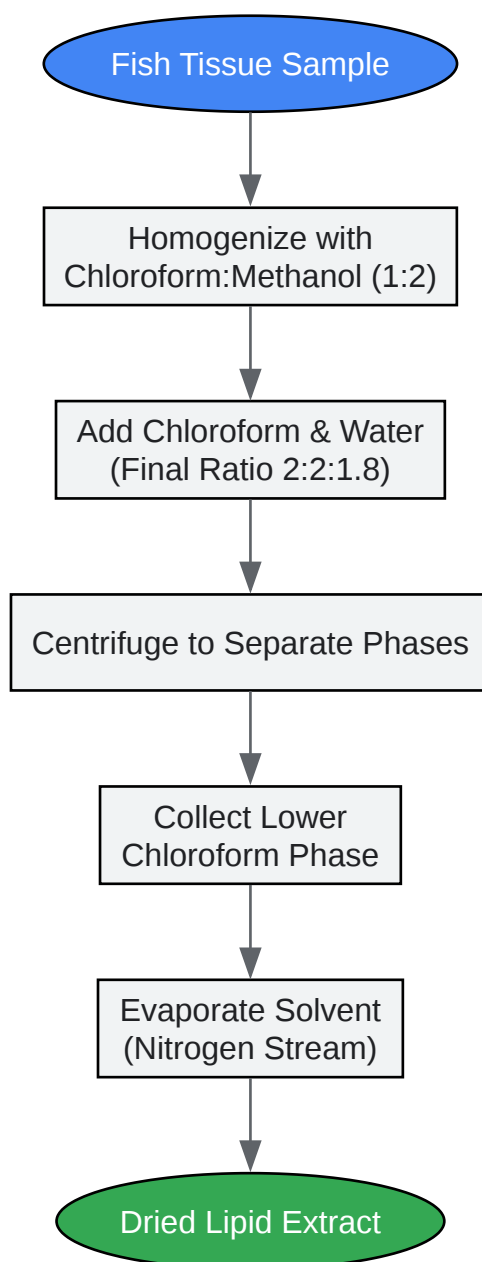 Fish Tissue Sample
Homogenize with
Chloroform:Methanol (1:2)
Add Chloroform & Water
(Final Ratio 2:2:1.8)
Centrifuge to Separate Phases
Collect Lower
Chloroform Phase
Evaporate Solvent
(Nitrogen Stream)
Dried Lipid Extract